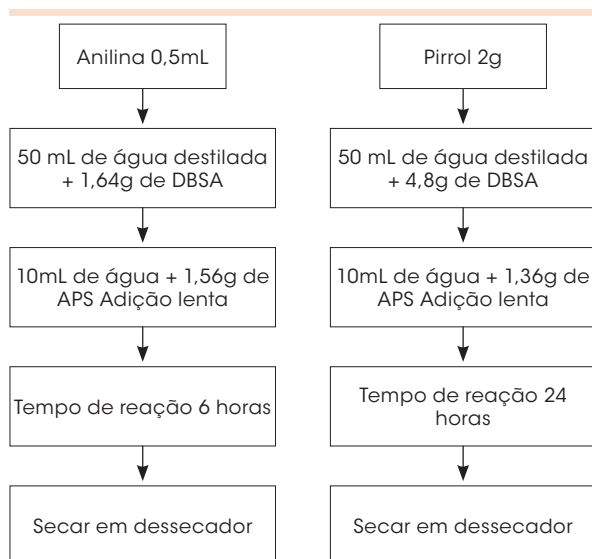 Anilina 0,5mL
50 mL de água destilada
+ 1,64g de DBSA
10mL de água + 1,56g de
APS Adição lenta
Tempo de reação 6 horas
Secar em dessecador
Pirrol 2g
50 mL de água destilada
+ 4,8g de DBSA
10mL de água + 1,36g de
APS Adição lenta
Tempo de reação 24
horas
Secar em dessecador